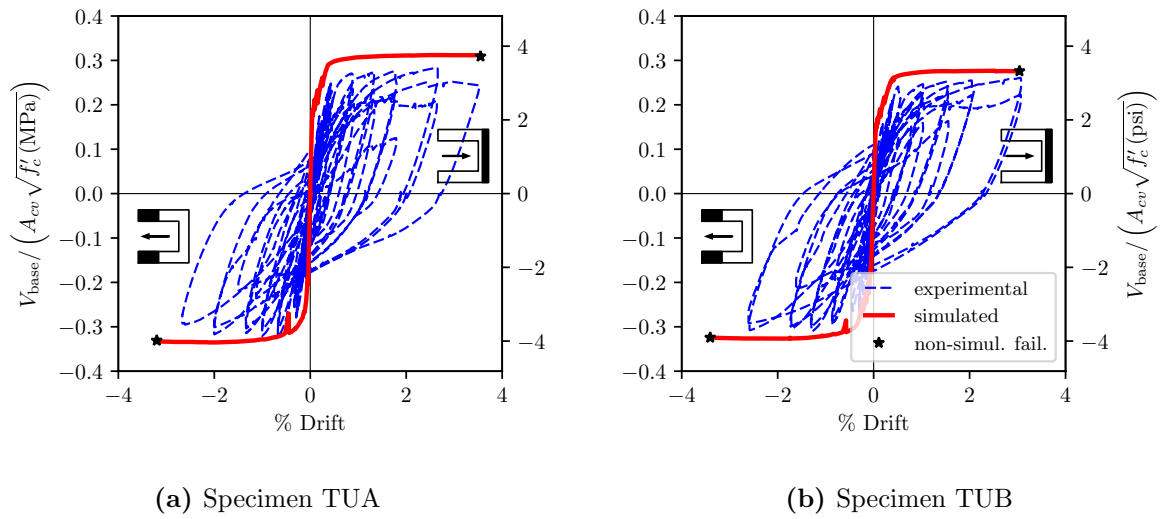 0.4
0.3
0.2
0.1
0.0
−0.1
−0.2
−0.3
−0.4
V_base/ ( A_cv √f′_c (MPa) )
4
2
0
−2
−4
−4 −2 0 2 4
% Drift
(a) Specimen TUA
0.4
0.3
0.2
0.1
0.0
−0.1
−0.2
−0.3
−0.4
4
2
0
−2
−4
V_base/ ( A_cv √f′_c (psi) )
experimental
simulated
non-simul. fail.
−4 −2 0 2 4
% Drift
(b) Specimen TUB